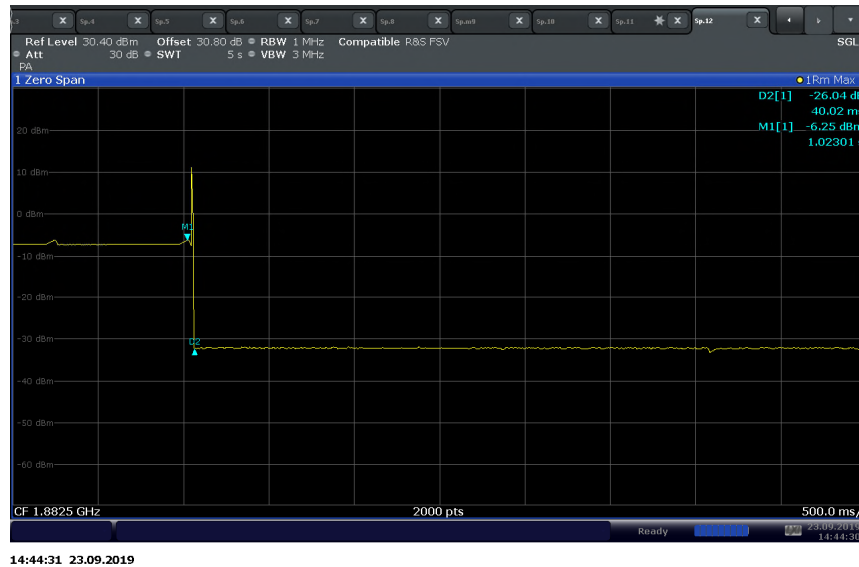 .3 X Sp.4 X Sp.5 X Sp.6 X Sp.7 X Sp.8 X Sp.m9 X Sp.10 X Sp.11 X Sp.12 X
Ref Level 30.40 dBm Offset 30.80 dB RBW 1 MHz Compatible R&S FSV
SGL
Att 30 dB SWT 5 s VBW 3 MHz
PA
1 Zero Span 1Rm Max
D2[1] -26.04 d
40.02 m
M1[1] -6.25 dBm
1.02301
20 dBm
10 dBm
0 dBm
M1
-10 dBm
-20 dBm
-30 dBm
D2
-40 dBm
-50 dBm
-60 dBm
CF 1.8825 GHz 2000 pts 500.0 ms/
Ready 23.09.2019
14:44:30
14:44:31 23.09.2019